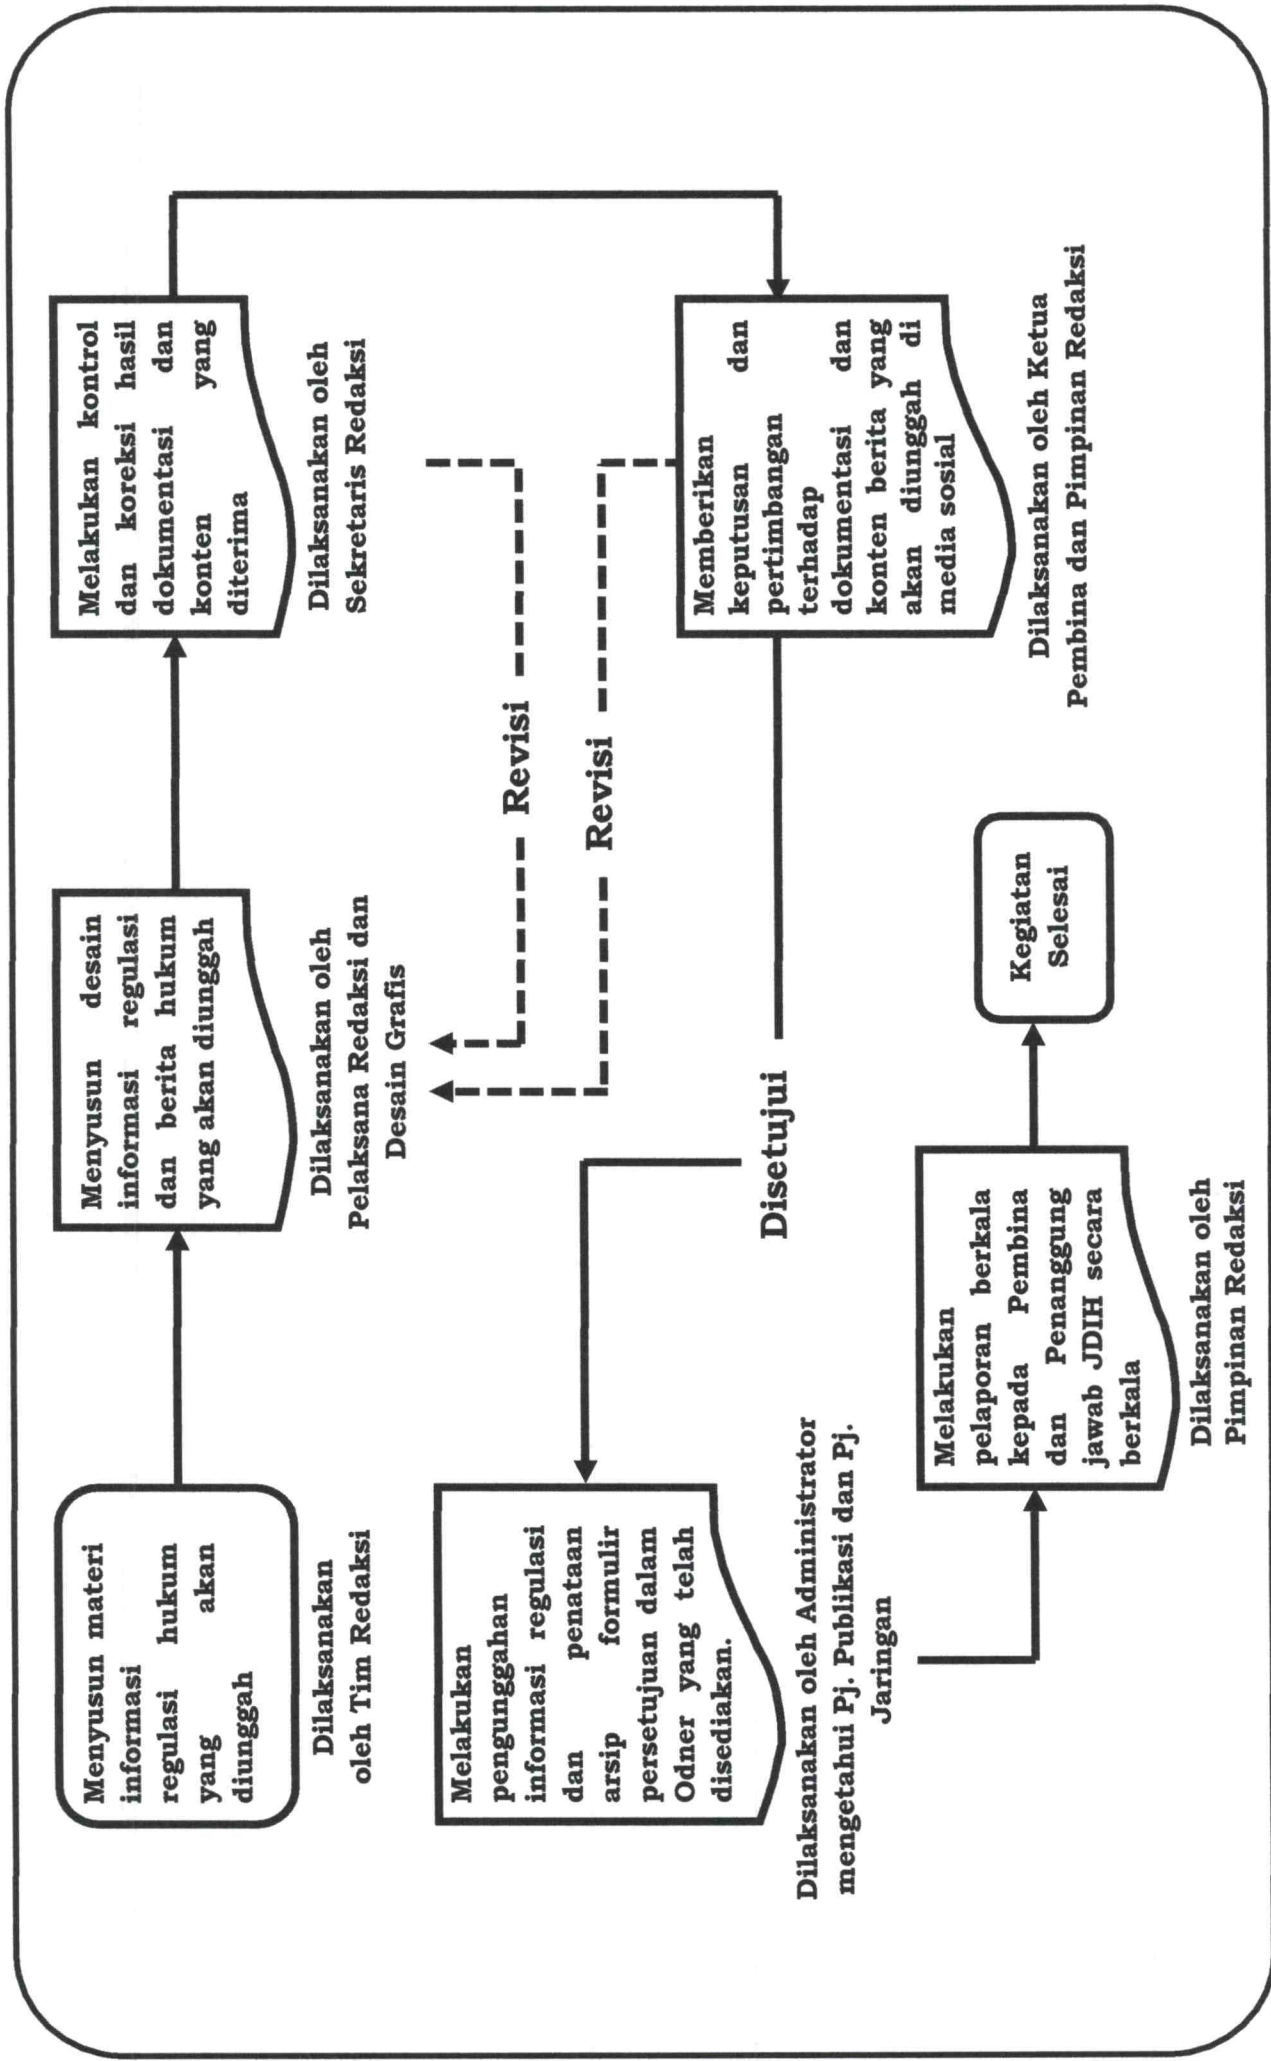 Menyusun materi
informasi
regulasi hukum
yang akan
diunggah
Dilaksanakan
oleh Tim Redaksi
Menyusun desain
informasi regulasi
dan berita hukum
yang akan diunggah
Dilaksanakan oleh
Pelaksana Redaksi dan
Desain Grafis
Melakukan kontrol
dan koreksi hasil
dokumentasi dan
konten yang
diterima
Dilaksanakan oleh
Sekretaris Redaksi
Revisi
Revisi
Memberikan
keputusan dan
pertimbangan
terhadap
dokumentasi dan
konten berita yang
akan diunggah di
media sosial
Dilaksanakan oleh Ketua
Pembina dan Pimpinan Redaksi
Disetujui
Melakukan
pengunggahan
informasi regulasi
dan penataan
arsip formulir
persetujuan dalam
Odner yang telah
disediakan.
Dilaksanakan oleh Administrator
mengetahui Pj. Publikasi dan Pj.
Jaringan
Melakukan
pelaporan berkala
kepada Pembina
dan Penanggung
jawab JDIH secara
berkala
Dilaksanakan oleh
Pimpinan Redaksi
Kegiatan
Selesai